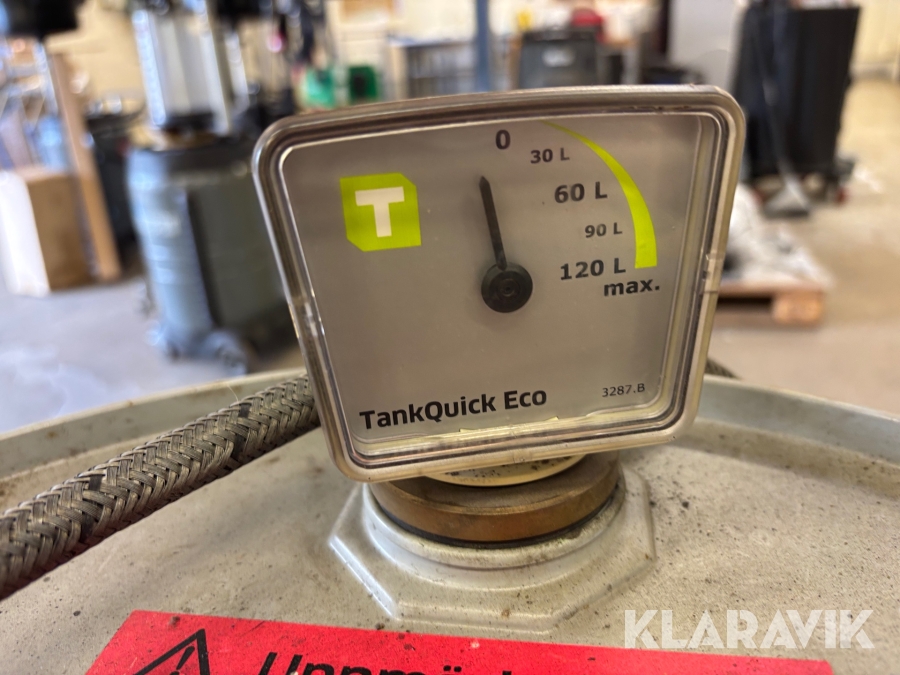 0
30 L
60 L
90 L
120 L
max.
T
TankQuick Eco
3287.B
KLARAVIK